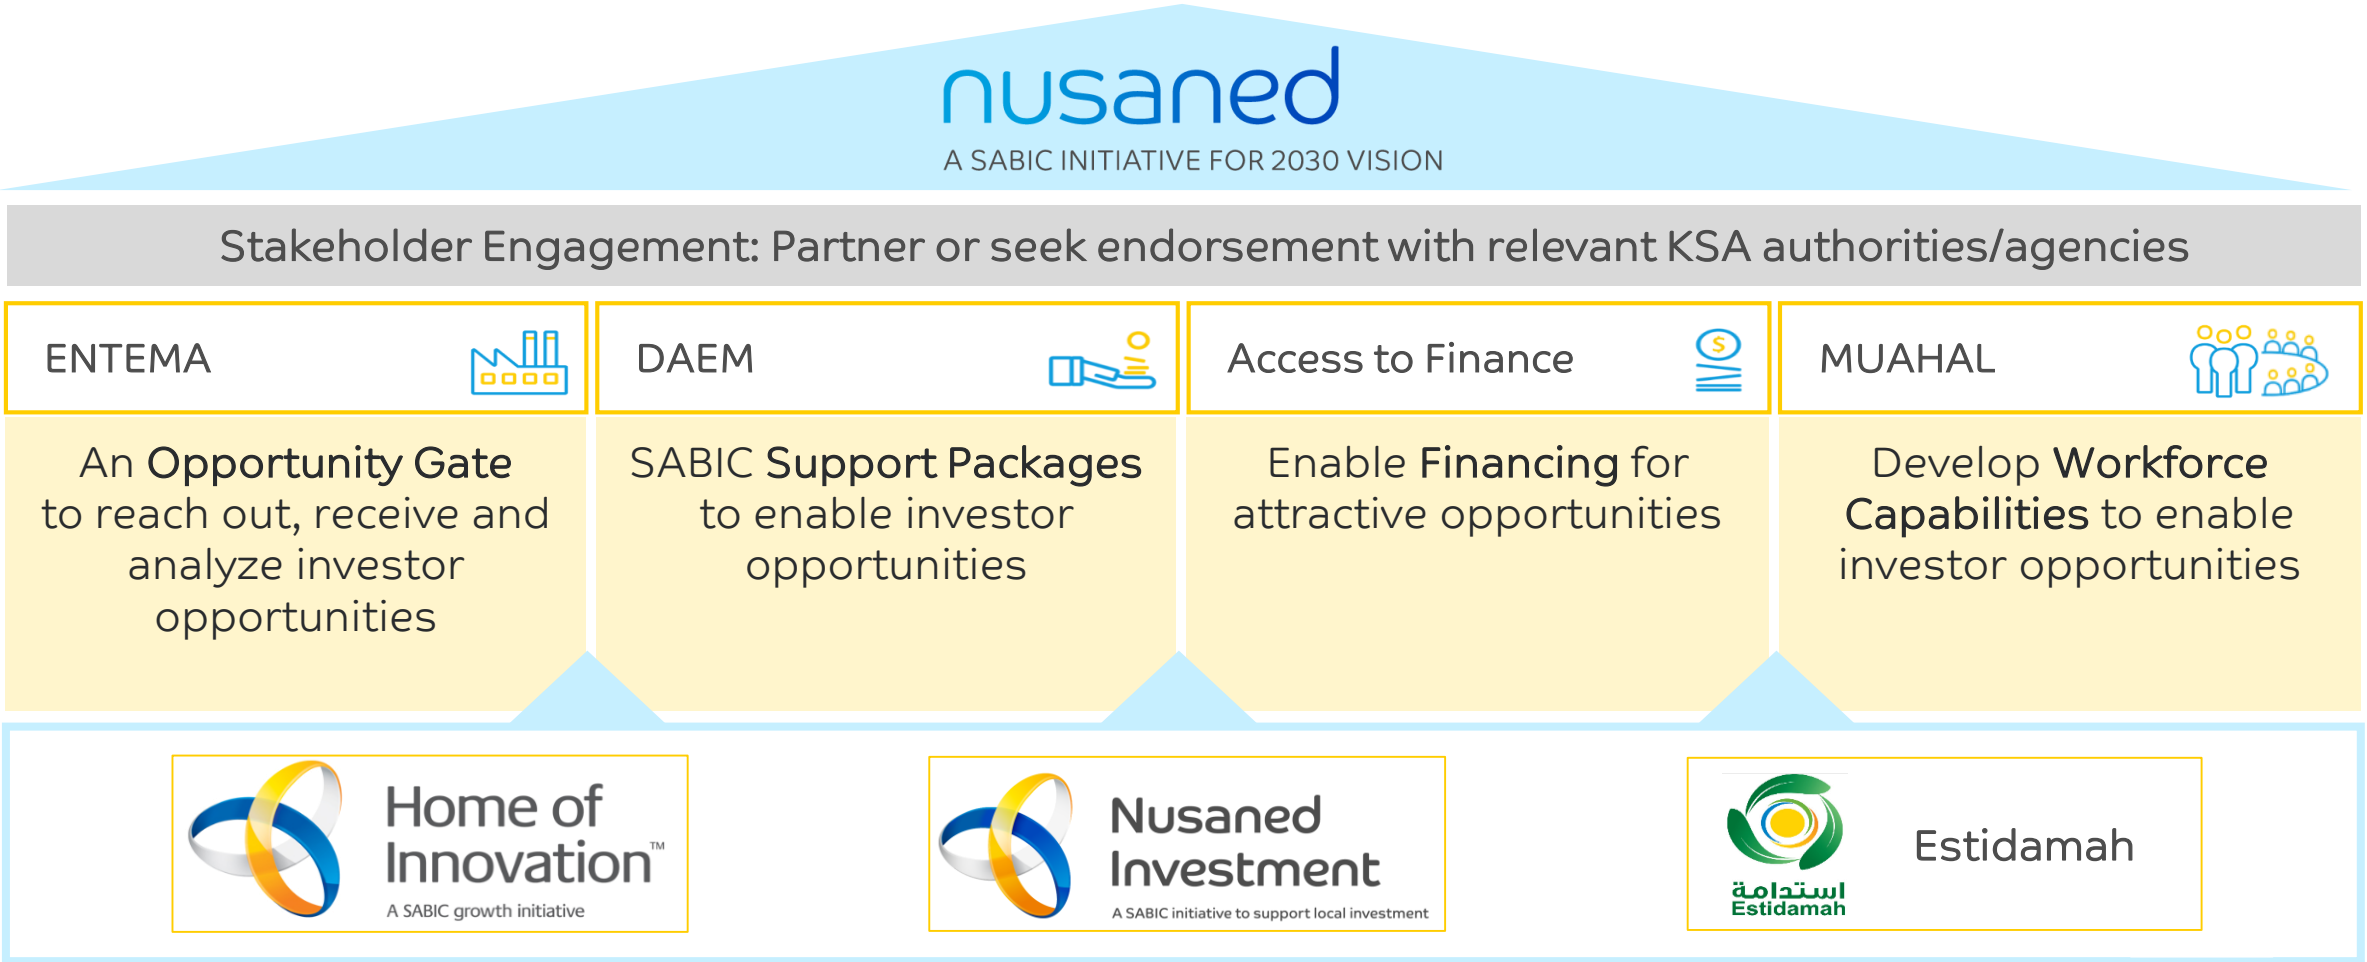 nusaned
A SABIC INITIATIVE FOR 2030 VISION
Stakeholder Engagement: Partner or seek endorsement with relevant KSA authorities/agencies
ENTEMA
An Opportunity Gate
to reach out, receive and
analyze investor
opportunities
DAEM
SABIC Support Packages
to enable investor
opportunities
Access to Finance
$
Enable Financing for
attractive opportunities
MUAHAL
Develop Workforce
Capabilities to enable
investor opportunities
Home of
Innovation™
A SABIC growth initiative
Nusaned
Investment
A SABIC initiative to support local investment
استدامة
Estidamah
Estidamah